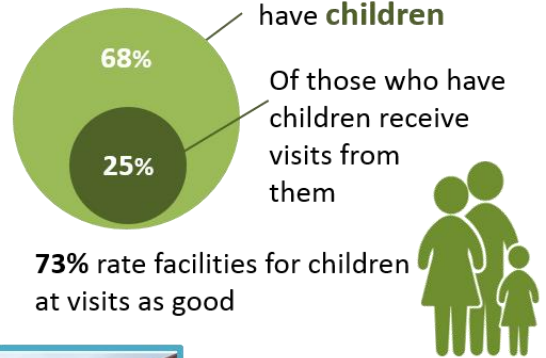 have children
68%
Of those who have
children receive
visits from
them
25%
73% rate facilities for children
at visits as good